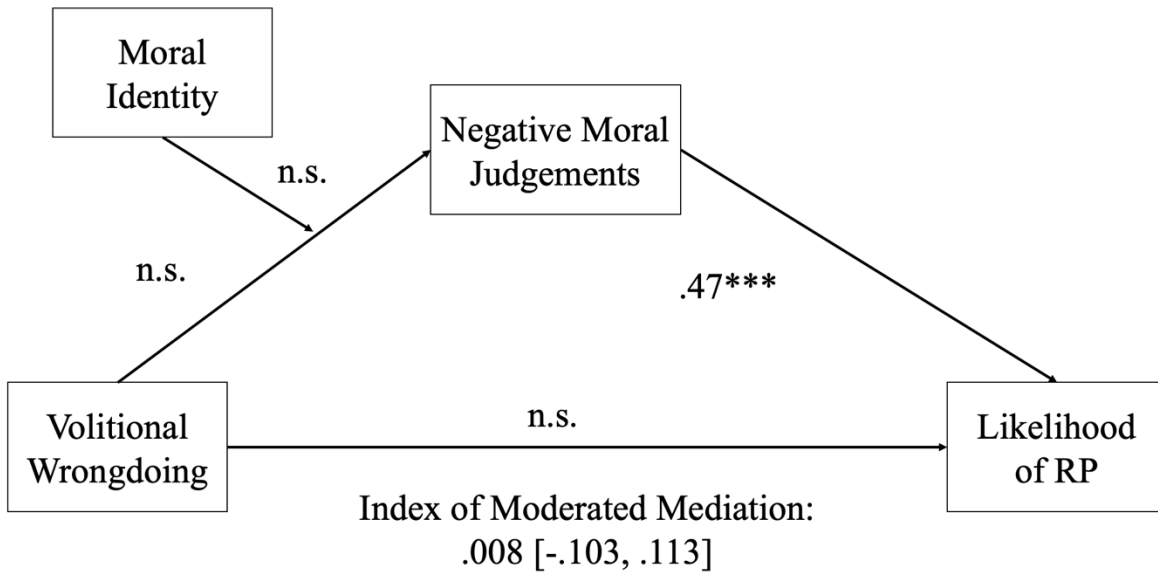 Moral
Identity
n.s.
Negative Moral
Judgements
n.s.
.47***
Volitional
Wrongdoing
n.s.
Likelihood
of RP
Index of Moderated Mediation:
.008 [-.103, .113]